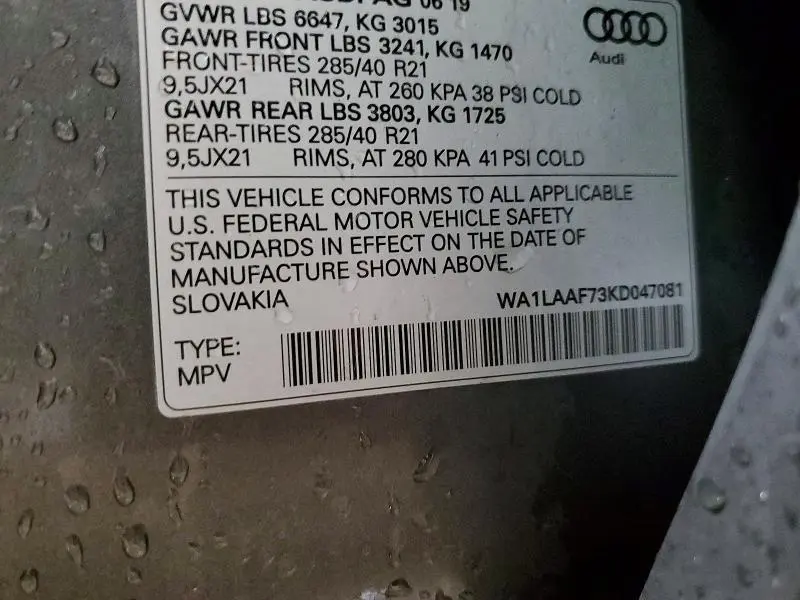 AG 06 19
GVWR LBS 6647, KG 3015
GAWR FRONT LBS 3241, KG 1470
FRONT-TIRES 285/40 R21
9,5JX21 RIMS, AT 260 KPA 38 PSI COLD
GAWR REAR LBS 3803, KG 1725
REAR-TIRES 285/40 R21
9,5JX21 RIMS, AT 280 KPA 41 PSI COLD
Audi
THIS VEHICLE CONFORMS TO ALL APPLICABLE
U.S. FEDERAL MOTOR VEHICLE SAFETY
STANDARDS IN EFFECT ON THE DATE OF
MANUFACTURE SHOWN ABOVE.
SLOVAKIA WA1LAAF73KD047081
TYPE:
MPV